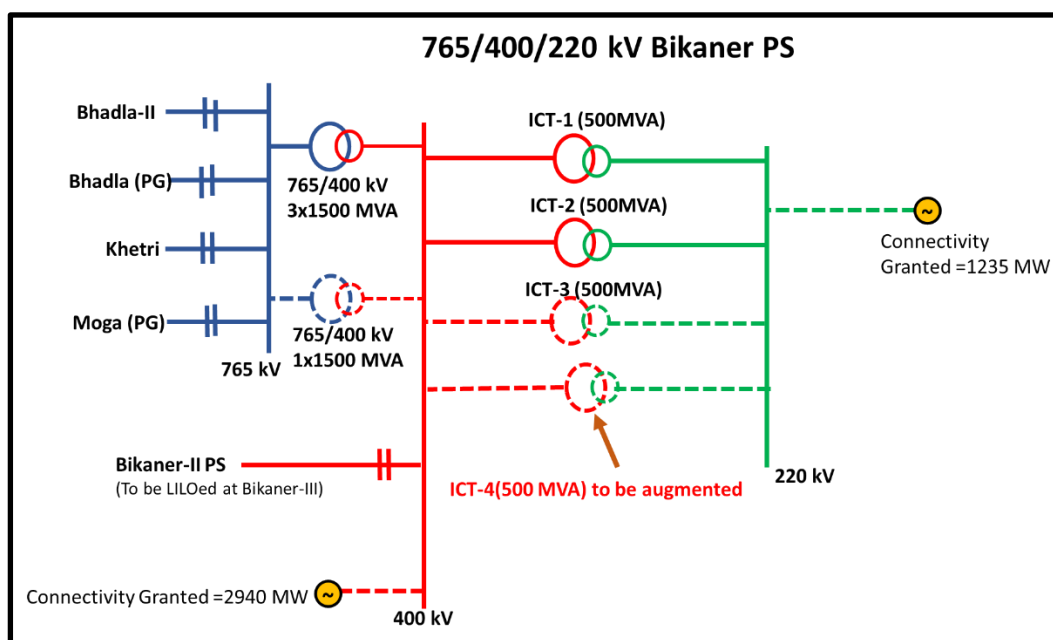 765/400/220 kV Bikaner PS
Bhadla-II
Bhadla (PG)
Khetri
Moga (PG)
765 kV
765/400 kV
3x1500 MVA
765/400 kV
1x1500 MVA
ICT-1 (500MVA)
ICT-2 (500MVA)
ICT-3 (500MVA)
ICT-4(500 MVA) to be augmented
220 kV
~
Connectivity
Granted =1235 MW
Bikaner-II PS
(To be LILOed at Bikaner-III)
Connectivity Granted =2940 MW
~
400 kV